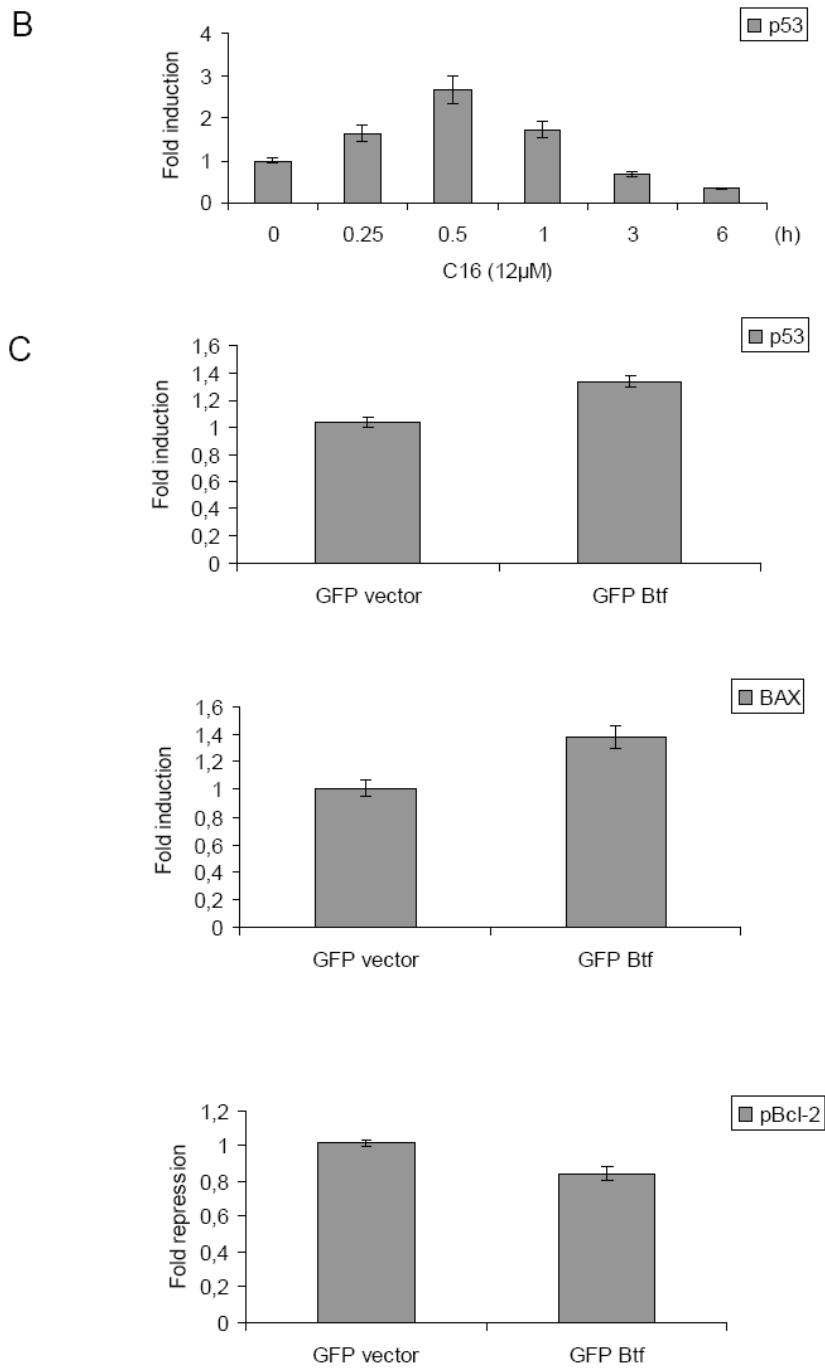 B
p53
Fold induction
4
3
2
1
0
0 0.25 0.5 1 3 6 (h)
C16 (12µM)
C
p53
Fold induction
1,6
1,4
1,2
1
0,8
0,6
0,4
0,2
0
GFP vector GFP Btf
BAX
Fold induction
1,6
1,4
1,2
1
0,8
0,6
0,4
0,2
0
GFP vector GFP Btf
pBcl-2
Fold repression
1,2
1
0,8
0,6
0,4
0,2
0
GFP vector GFP Btf